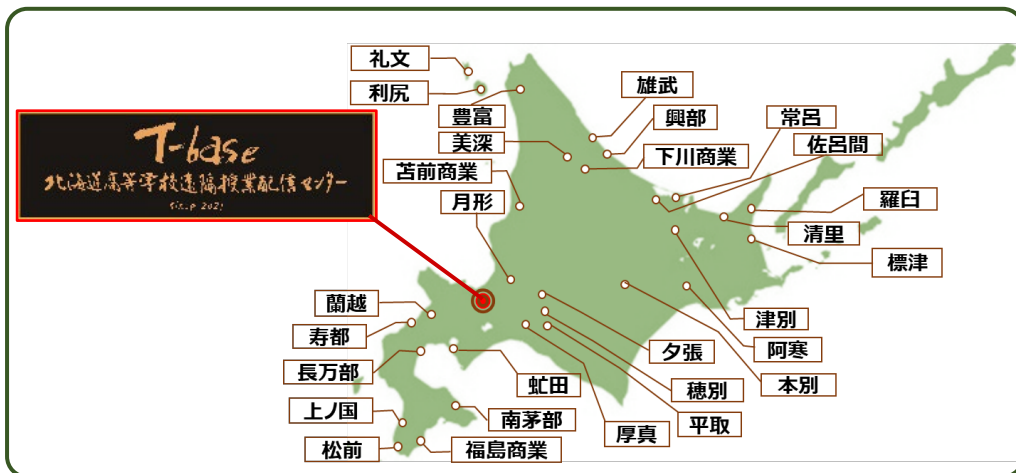 礼文
利尻
豊富
美深
苫前商業
月形
雄武
興部
下川商業
常呂
佐呂間
羅臼
清里
標津
T-base
北海道高等学校遠隔授業配信センター
蘭越
寿都
長万部
上ノ国
松前
虻田
南茅部
福島商業
夕張
穂別
平取
厚真
津別
阿寒
本別